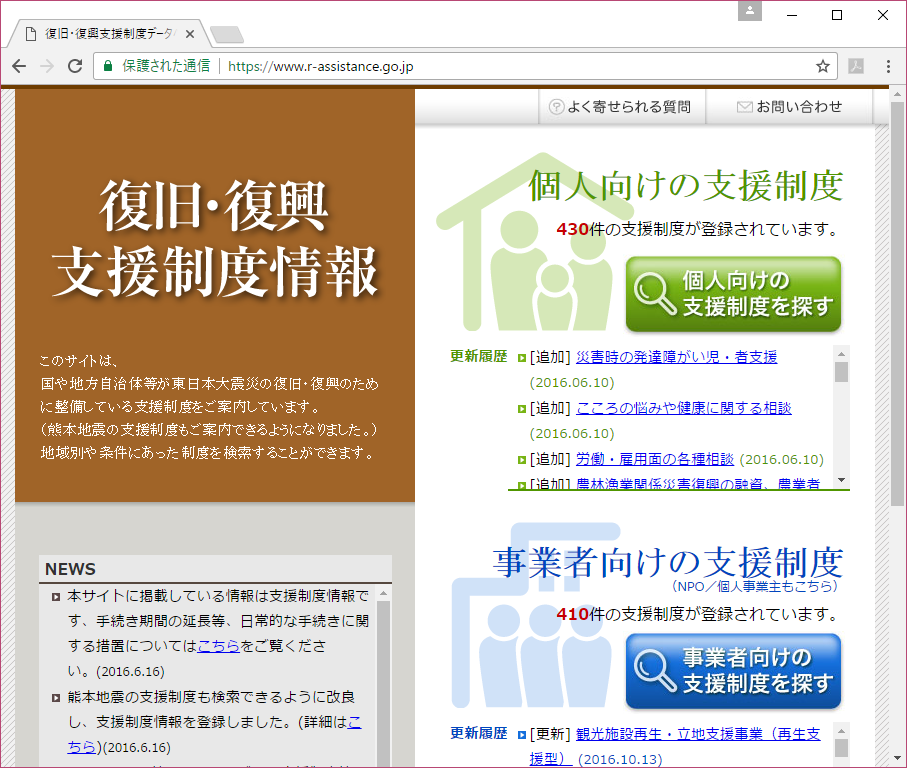 復旧・復興支援制度データ
保護された通信
https://www.r-assistance.go.jp
よく寄せられる質問
お問い合わせ
復旧・復興
支援制度情報
このサイトは、
国や地方自治体等が東日本大震災の復旧・復興のため
に整備している支援制度をご案内しています。
（熊本地震の支援制度もご案内できるようになりました。）
地域別や条件にあった制度を検索することができます。
NEWS
本サイトに掲載している情報は支援制度情報で
す、手続き期間の延長等、日常的な手続きに関
する措置についてはこちらをご覧くださ
い。(2016.6.16)
熊本地震の支援制度も検索できるように改良
し、支援制度情報を登録しました。(詳細はこ
ちら)(2016.6.16)
個人向けの支援制度
430件の支援制度が登録されています。
個人向けの
支援制度を探す
更新履歴
[追加] 災害時の発達障がい児・者支援
(2016.06.10)
[追加] こころの悩みや健康に関する相談
(2016.06.10)
[追加] 労働・雇用面の各種相談 (2016.06.10)
[追加] 農林漁業関係災害復興の融資、農業者
事業者向けの支援制度
（NPO／個人事業主もこちら）
410件の支援制度が登録されています。
事業者向けの
支援制度を探す
更新履歴
[更新] 観光施設再生・立地支援事業（再生支
援型） (2016.10.13)